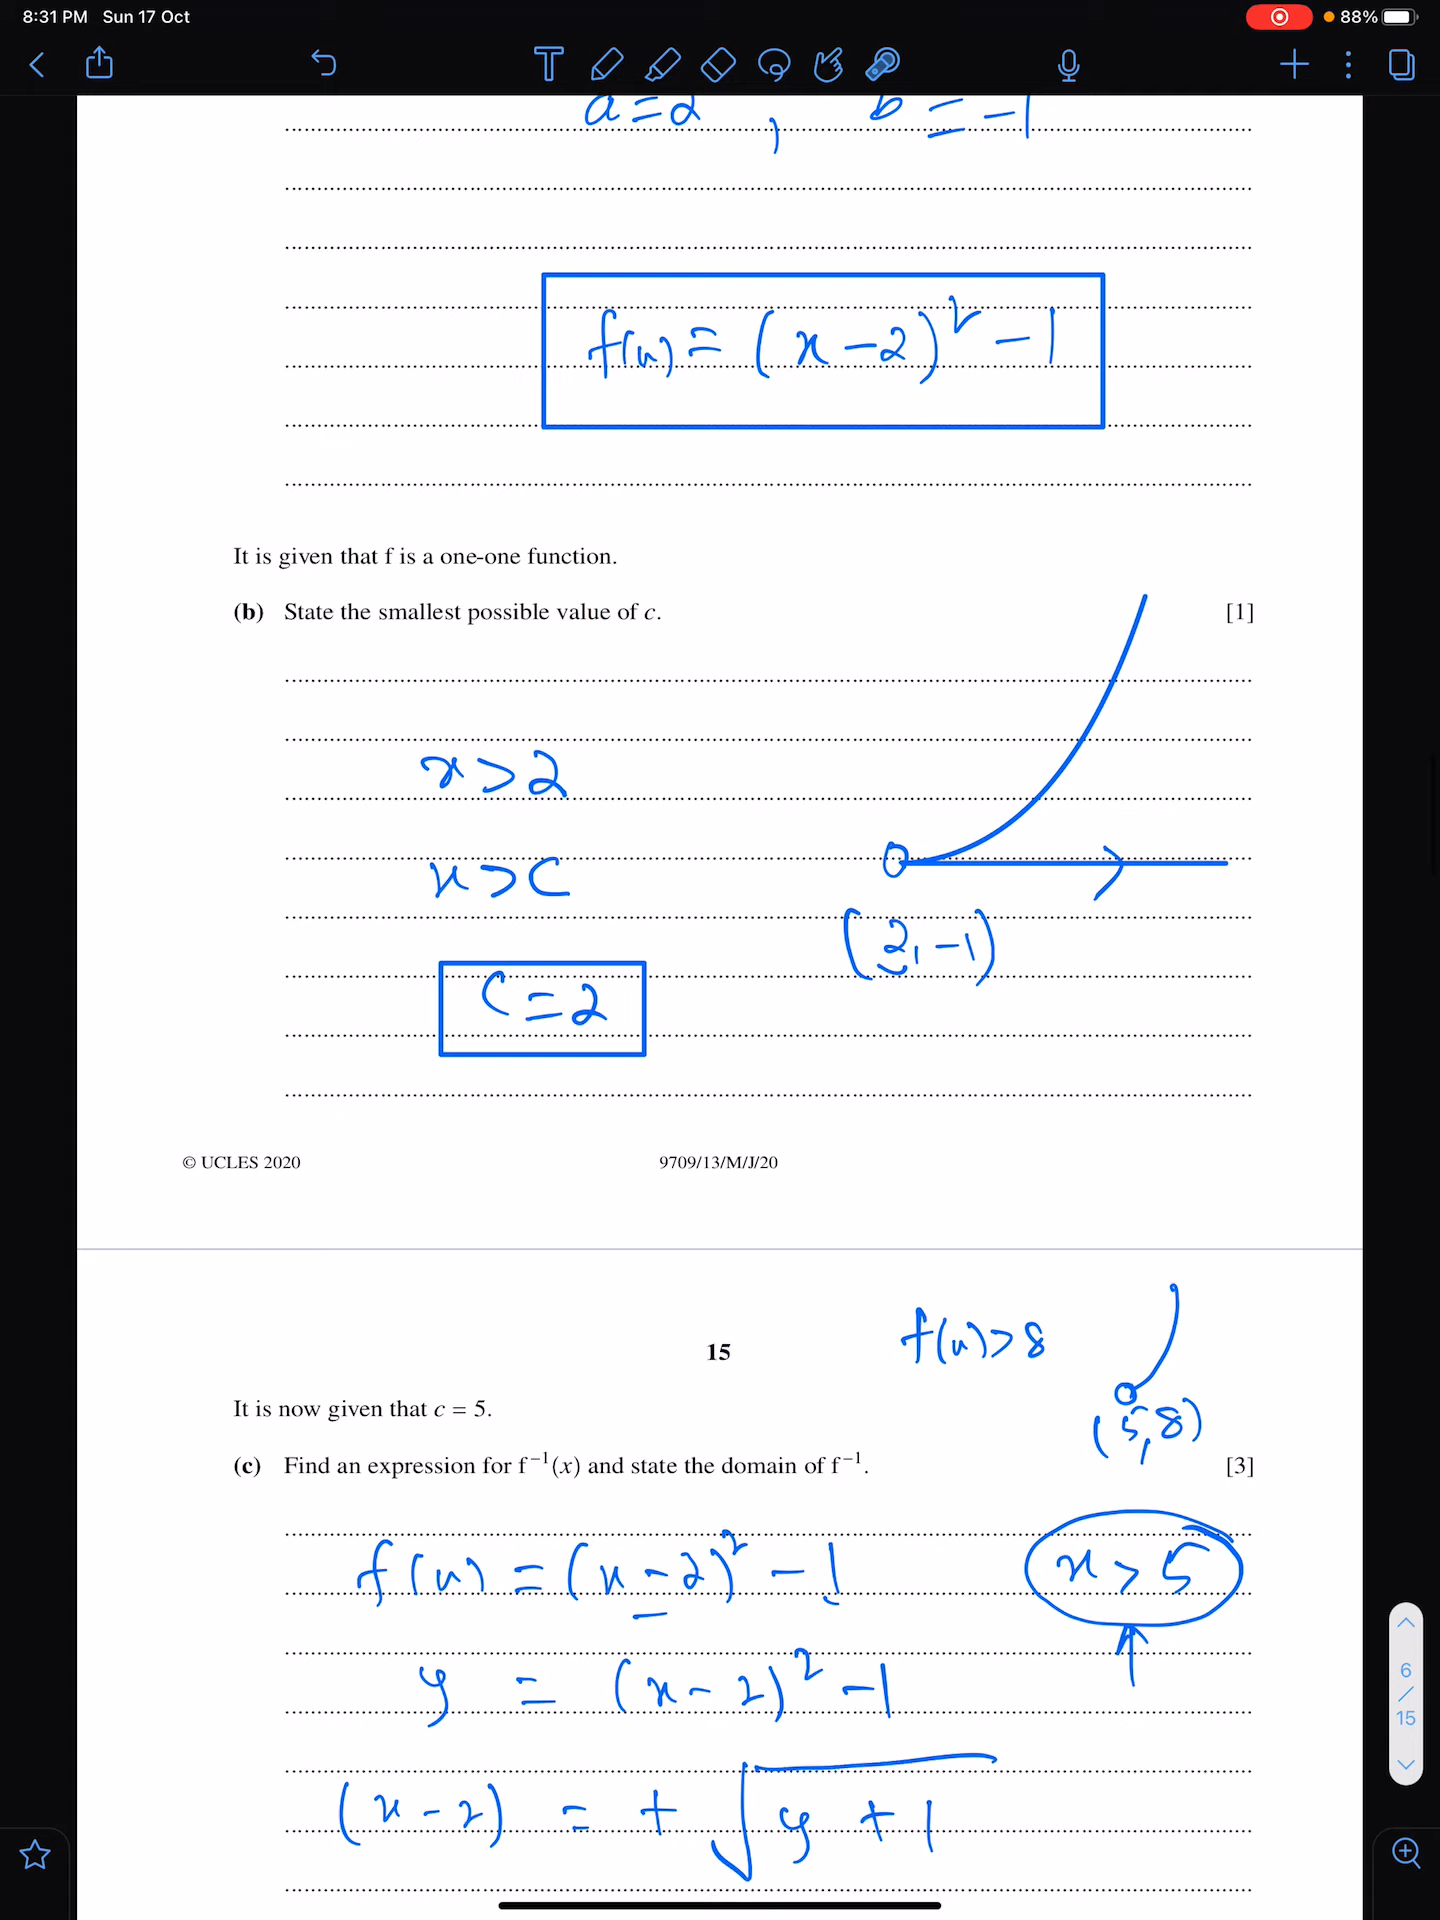 8:31 PM Sun 17 Oct 88%
a=2 , b=-1
f(x)= (x-2)² -1
It is given that f is a one-one function.
(b) State the smallest possible value of c. [1]
x>2
x>c
(2,-1)
C=2
© UCLES 2020 9709/13/M/J/20
f(x)>8
15
(5,8)
It is now given that c = 5.
(c) Find an expression for f⁻¹(x) and state the domain of f⁻¹. [3]
f(x) = (x-2)² -1 x>5
y = (x-2)² -1
(x-2) = + √y+1
6
/
15